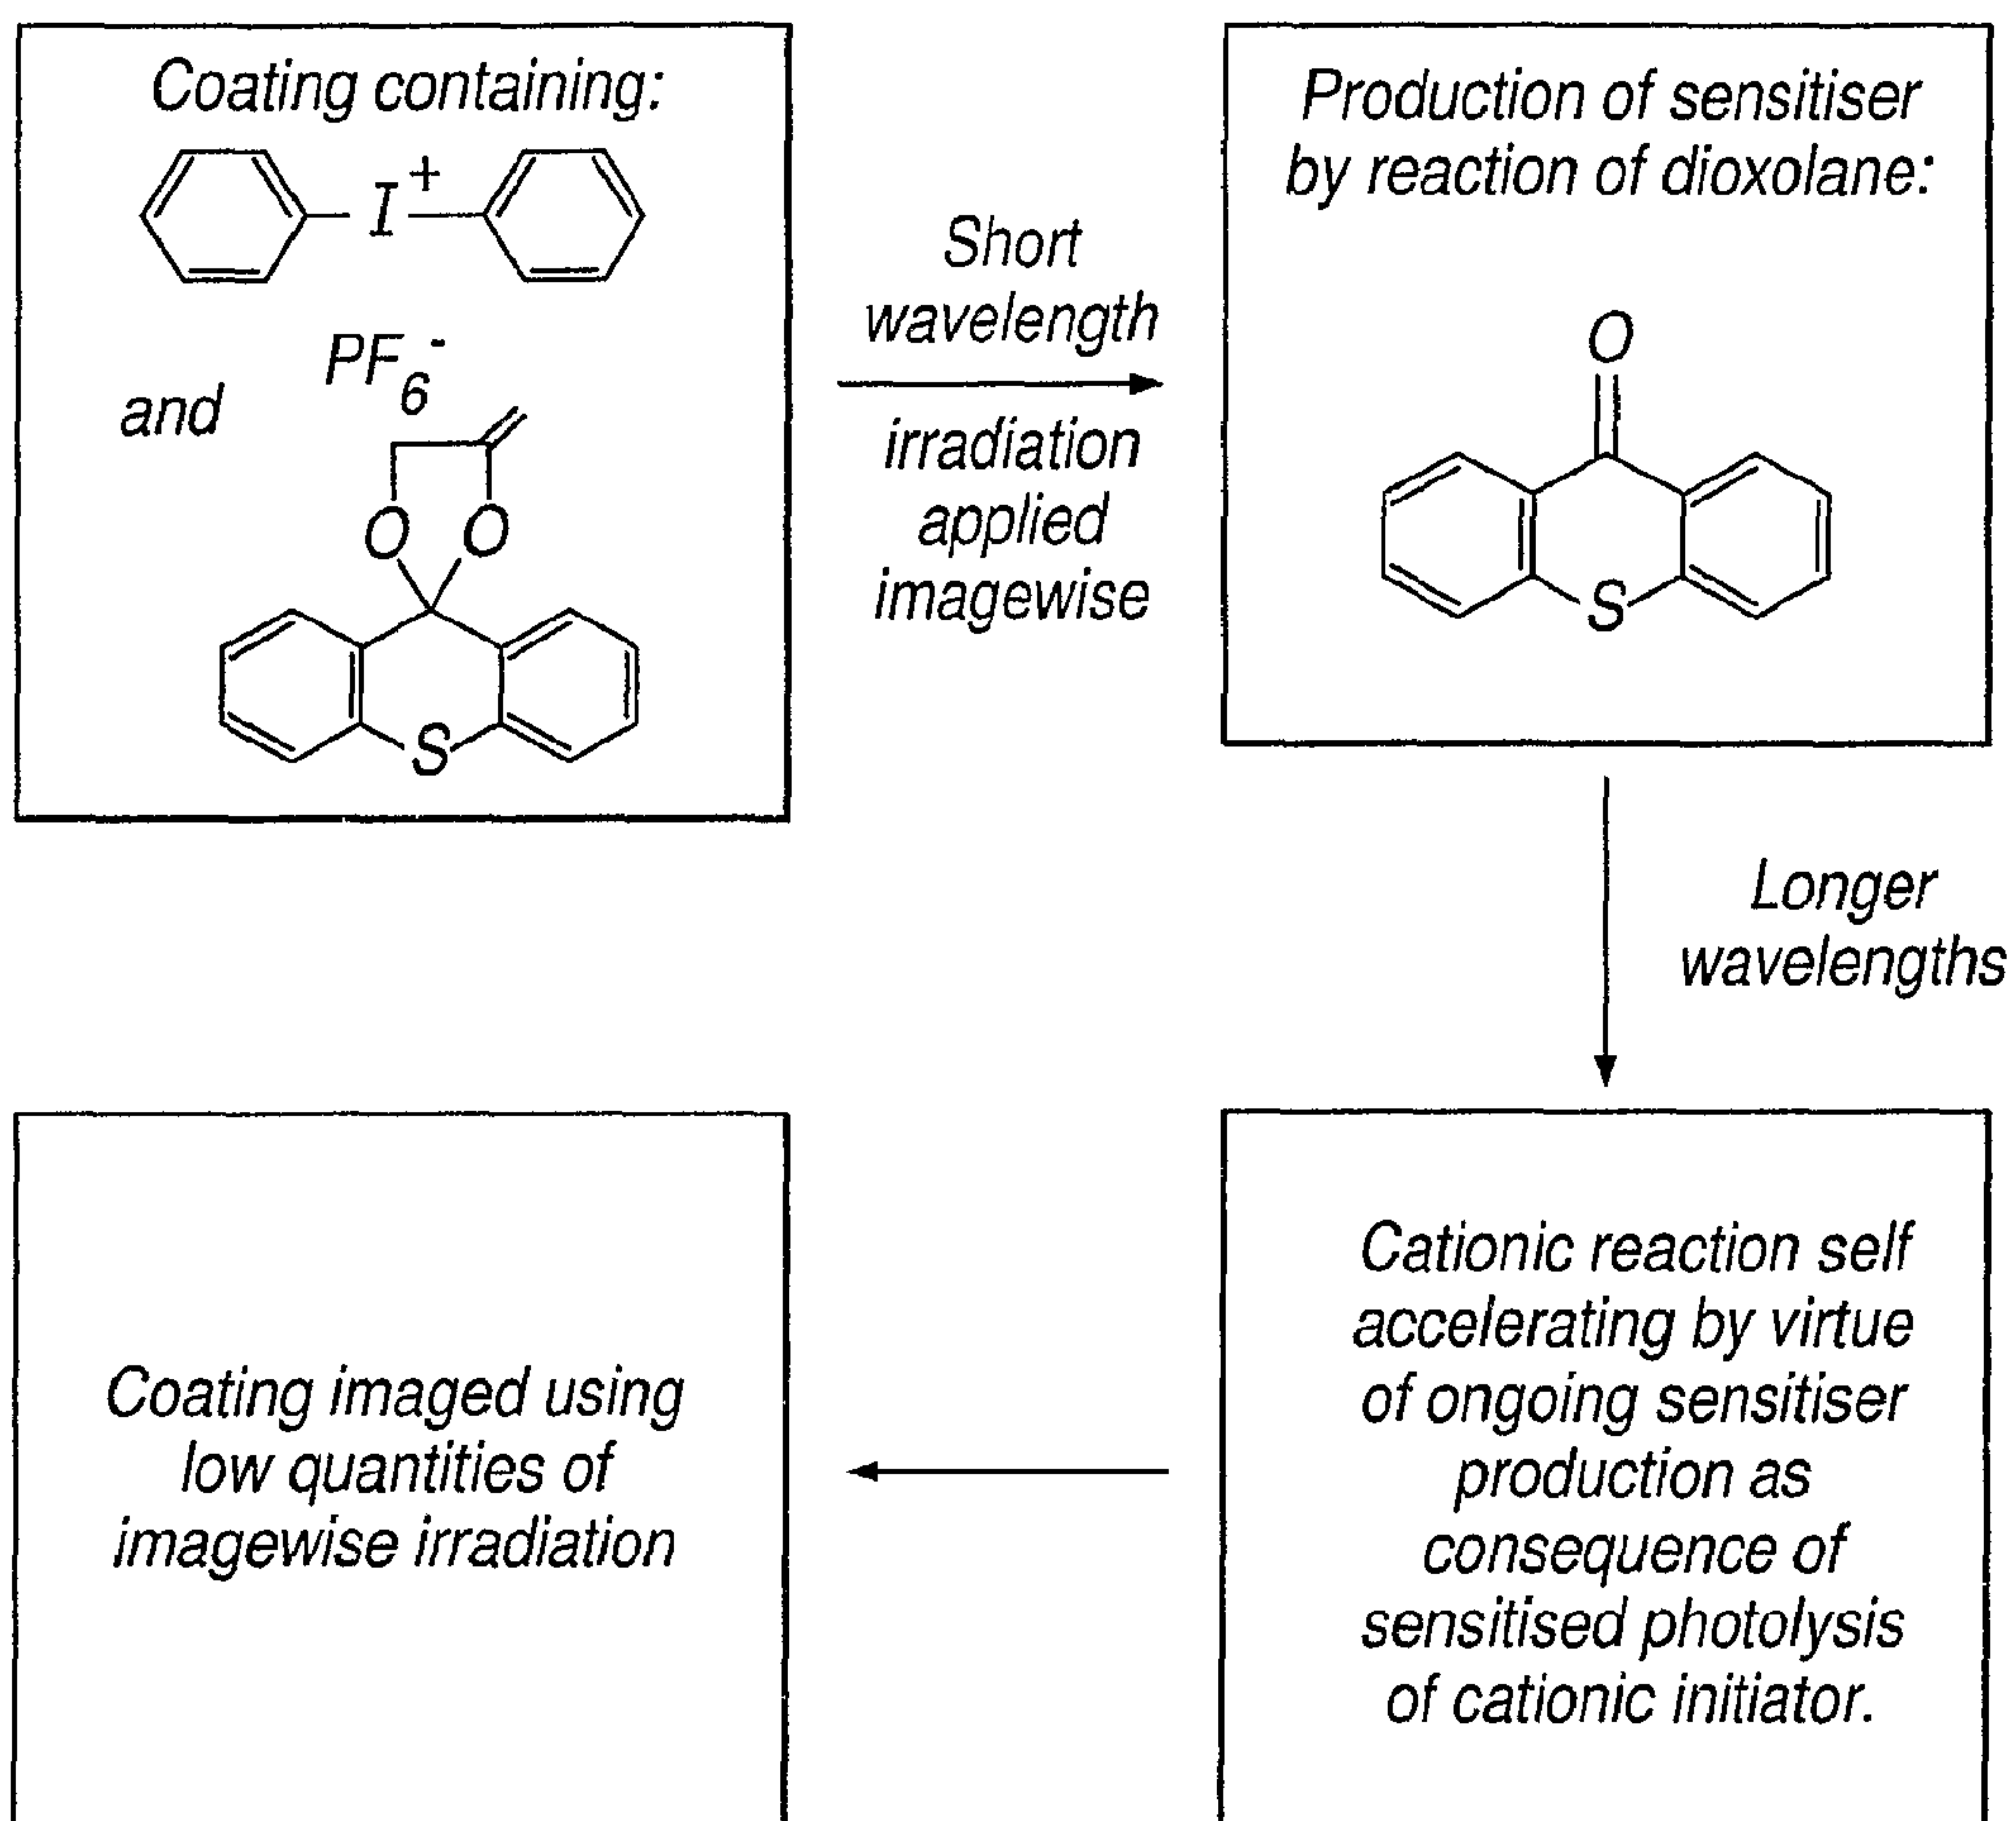 Coating containing:
I+
PF6-
and
O O
S
Short
wavelength
irradiation
applied
imagewise
Production of sensitiser
by reaction of dioxolane:
O
S
Longer
wavelengths
Cationic reaction self
accelerating by virtue
of ongoing sensitiser
production as
consequence of
sensitised photolysis
of cationic initiator.
Coating imaged using
low quantities of
imagewise irradiation